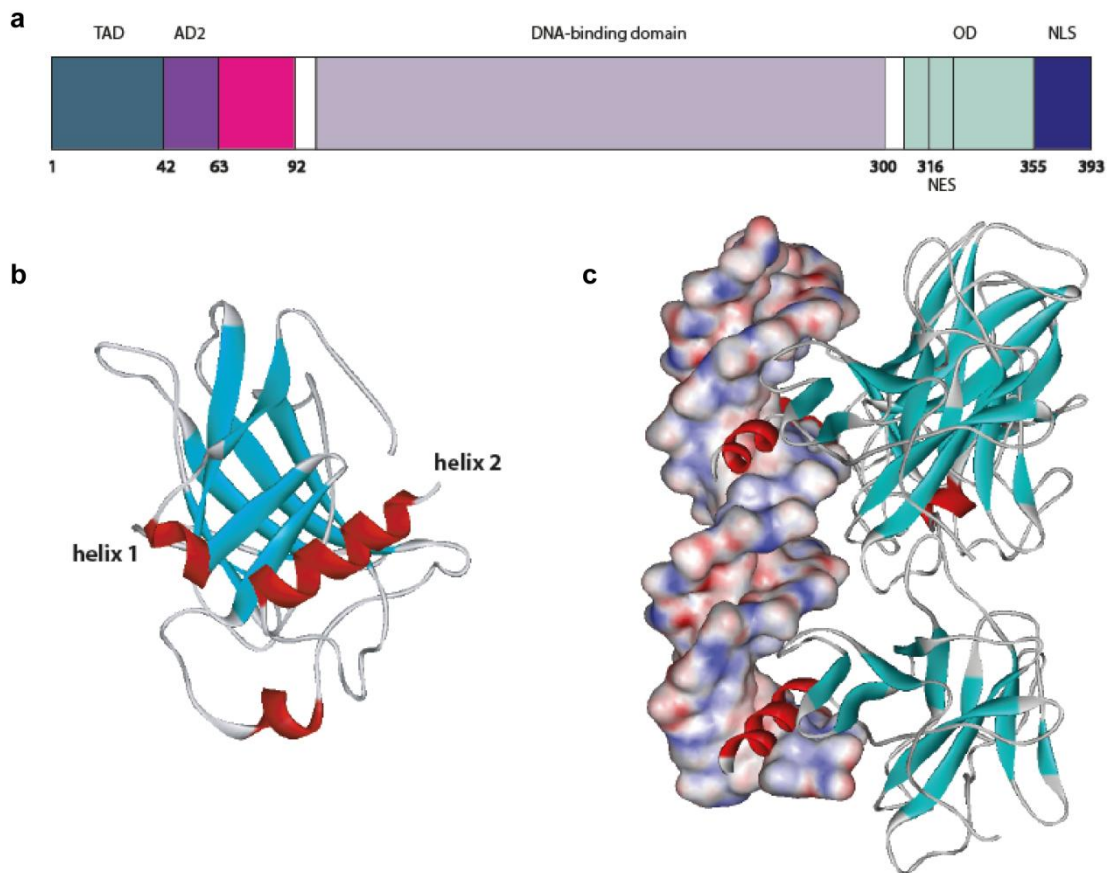 a
TAD AD2 DNA-binding domain OD NLS
1 42 63 92 300 316 355 393
NES
b
c
helix 2
helix 1